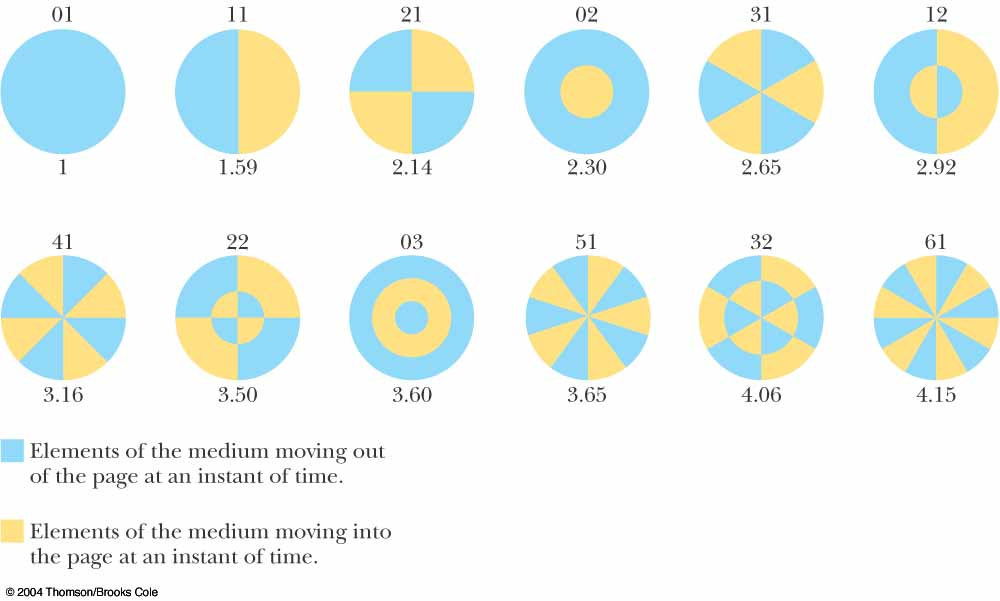 01 11 21 02 31 12
1 1.59 2.14 2.30 2.65 2.92
41 22 03 51 32 61
3.16 3.50 3.60 3.65 4.06 4.15
Elements of the medium moving out
of the page at an instant of time.
Elements of the medium moving into
the page at an instant of time.
© 2004 Thomson/Brooks Cole